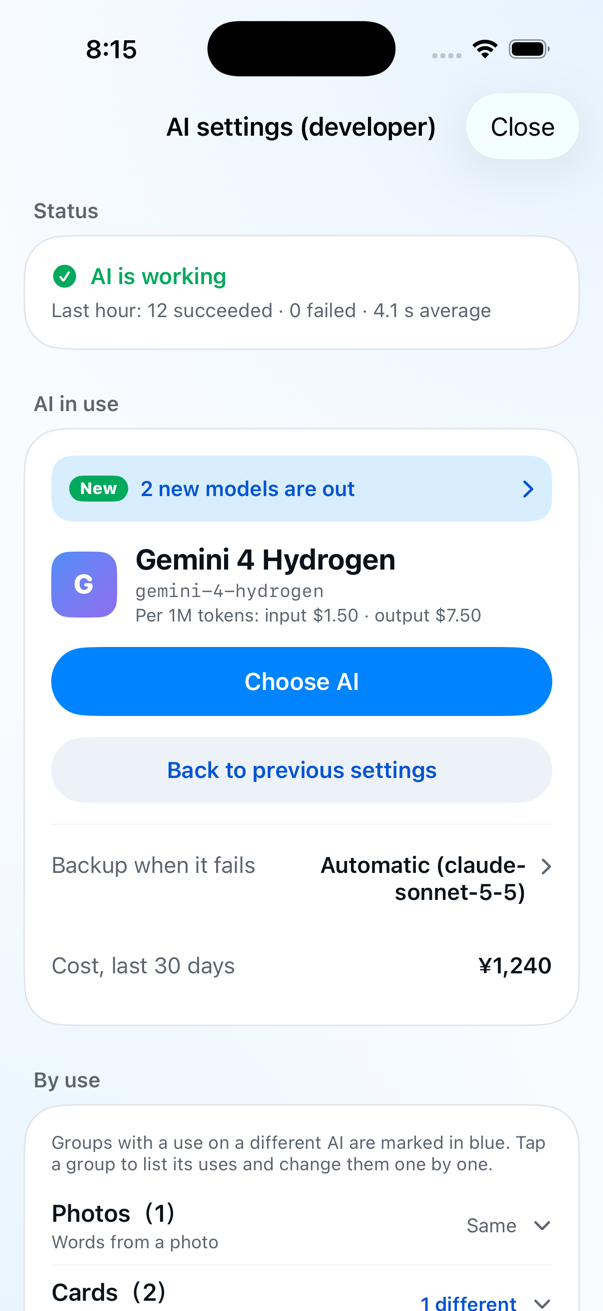 8:15
AI settings (developer)
Close
Status
AI is working
Last hour: 12 succeeded · 0 failed · 4.1 s average
AI in use
New 2 new models are out
Gemini 4 Hydrogen
G
gemini-4-hydrogen
Per 1M tokens: input $1.50 · output $7.50
Choose AI
Back to previous settings
Backup when it fails
Automatic (claude-
sonnet-5-5)
Cost, last 30 days
¥1,240
By use
Groups with a use on a different AI are marked in blue. Tap
a group to list its uses and change them one by one.
Photos（1）
Words from a photo
Same
Cards（2）
1 different